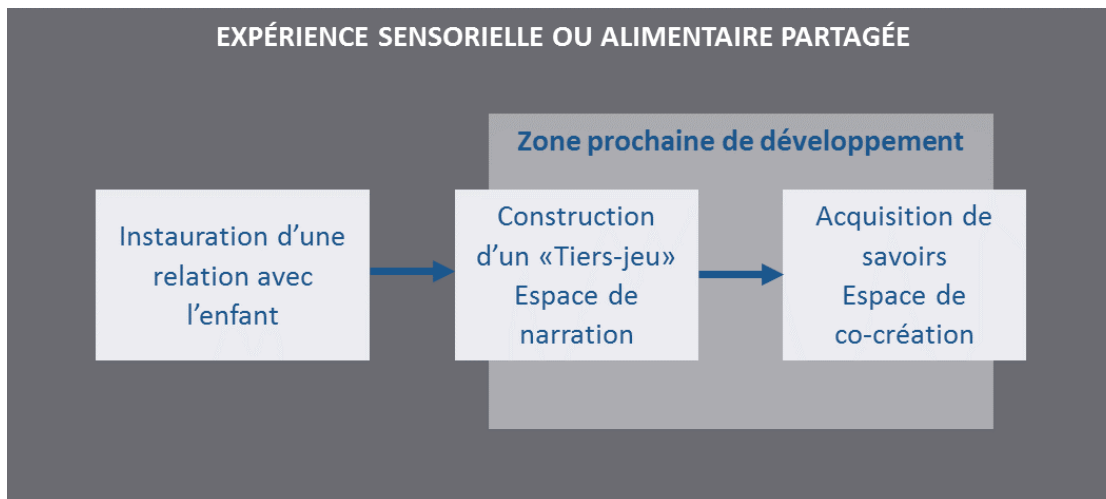 EXPÉRIENCE SENSORIELLE OU ALIMENTAIRE PARTAGÉE
Zone prochaine de développement
Instauration d’une
relation avec
l’enfant
Construction
d’un «Tiers-jeu»
Espace de
narration
Acquisition de
savoirs
Espace de
co-création